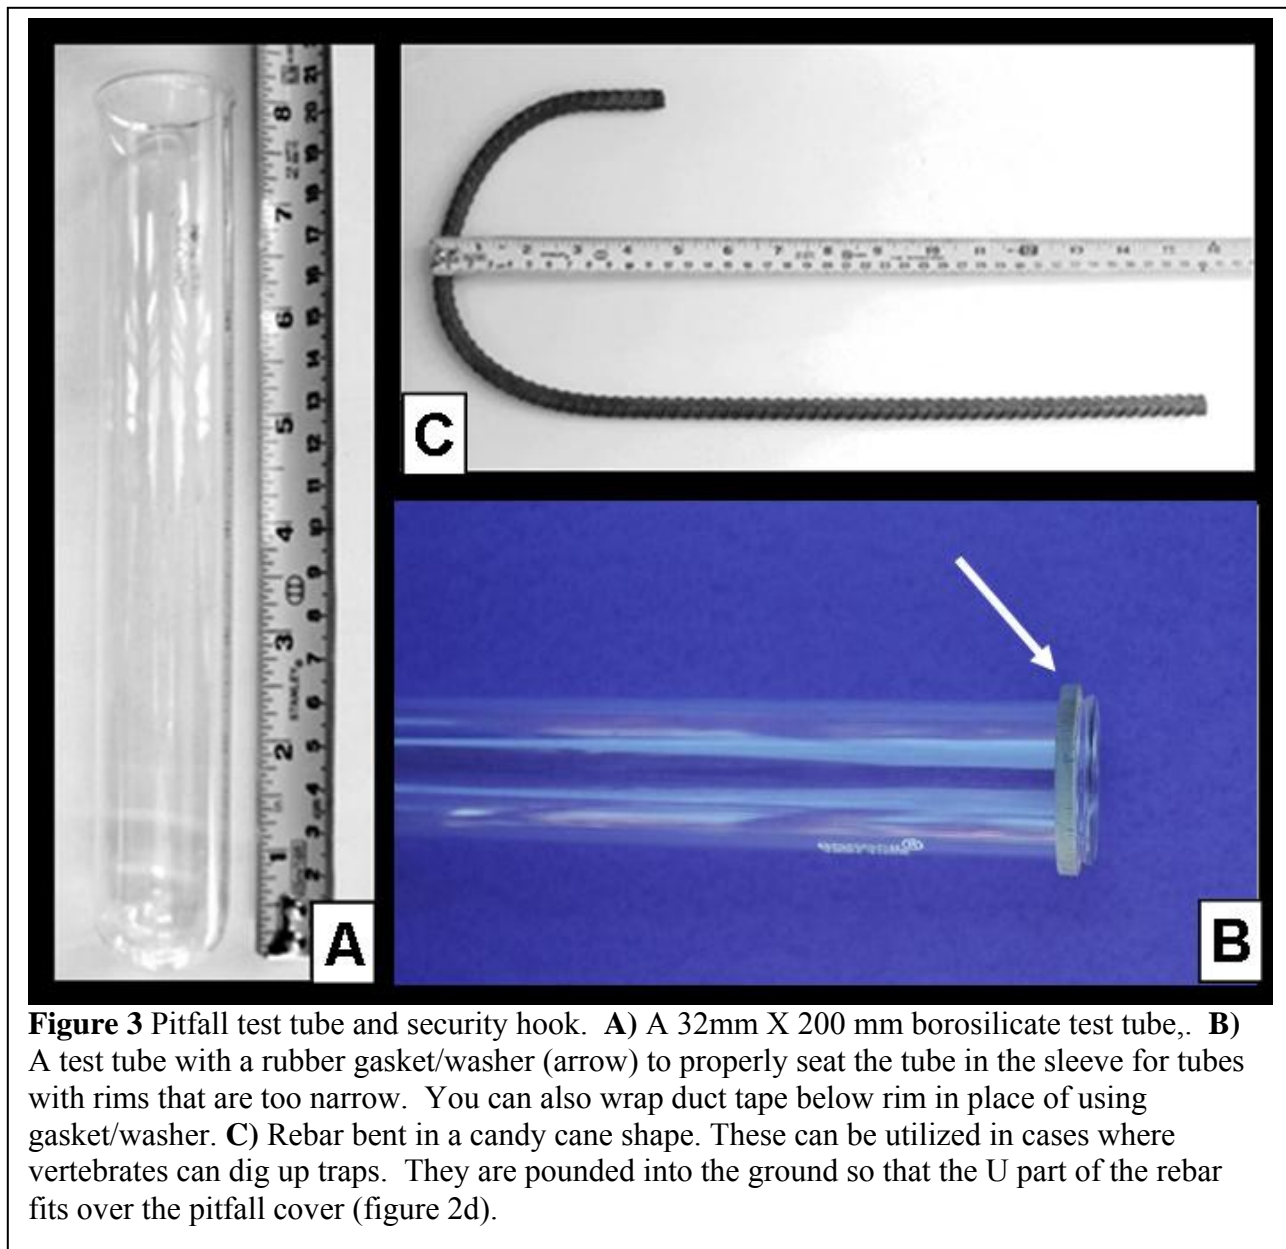 A
C
B
STANLEY
Figure 3 Pitfall test tube and security hook.  A) A 32mm X 200 mm borosilicate test tube,.  B)
A test tube with a rubber gasket/washer (arrow) to properly seat the tube in the sleeve for tubes
with rims that are too narrow.  You can also wrap duct tape below rim in place of using
gasket/washer. C) Rebar bent in a candy cane shape. These can be utilized in cases where
vertebrates can dig up traps.  They are pounded into the ground so that the U part of the rebar
fits over the pitfall cover (figure 2d).